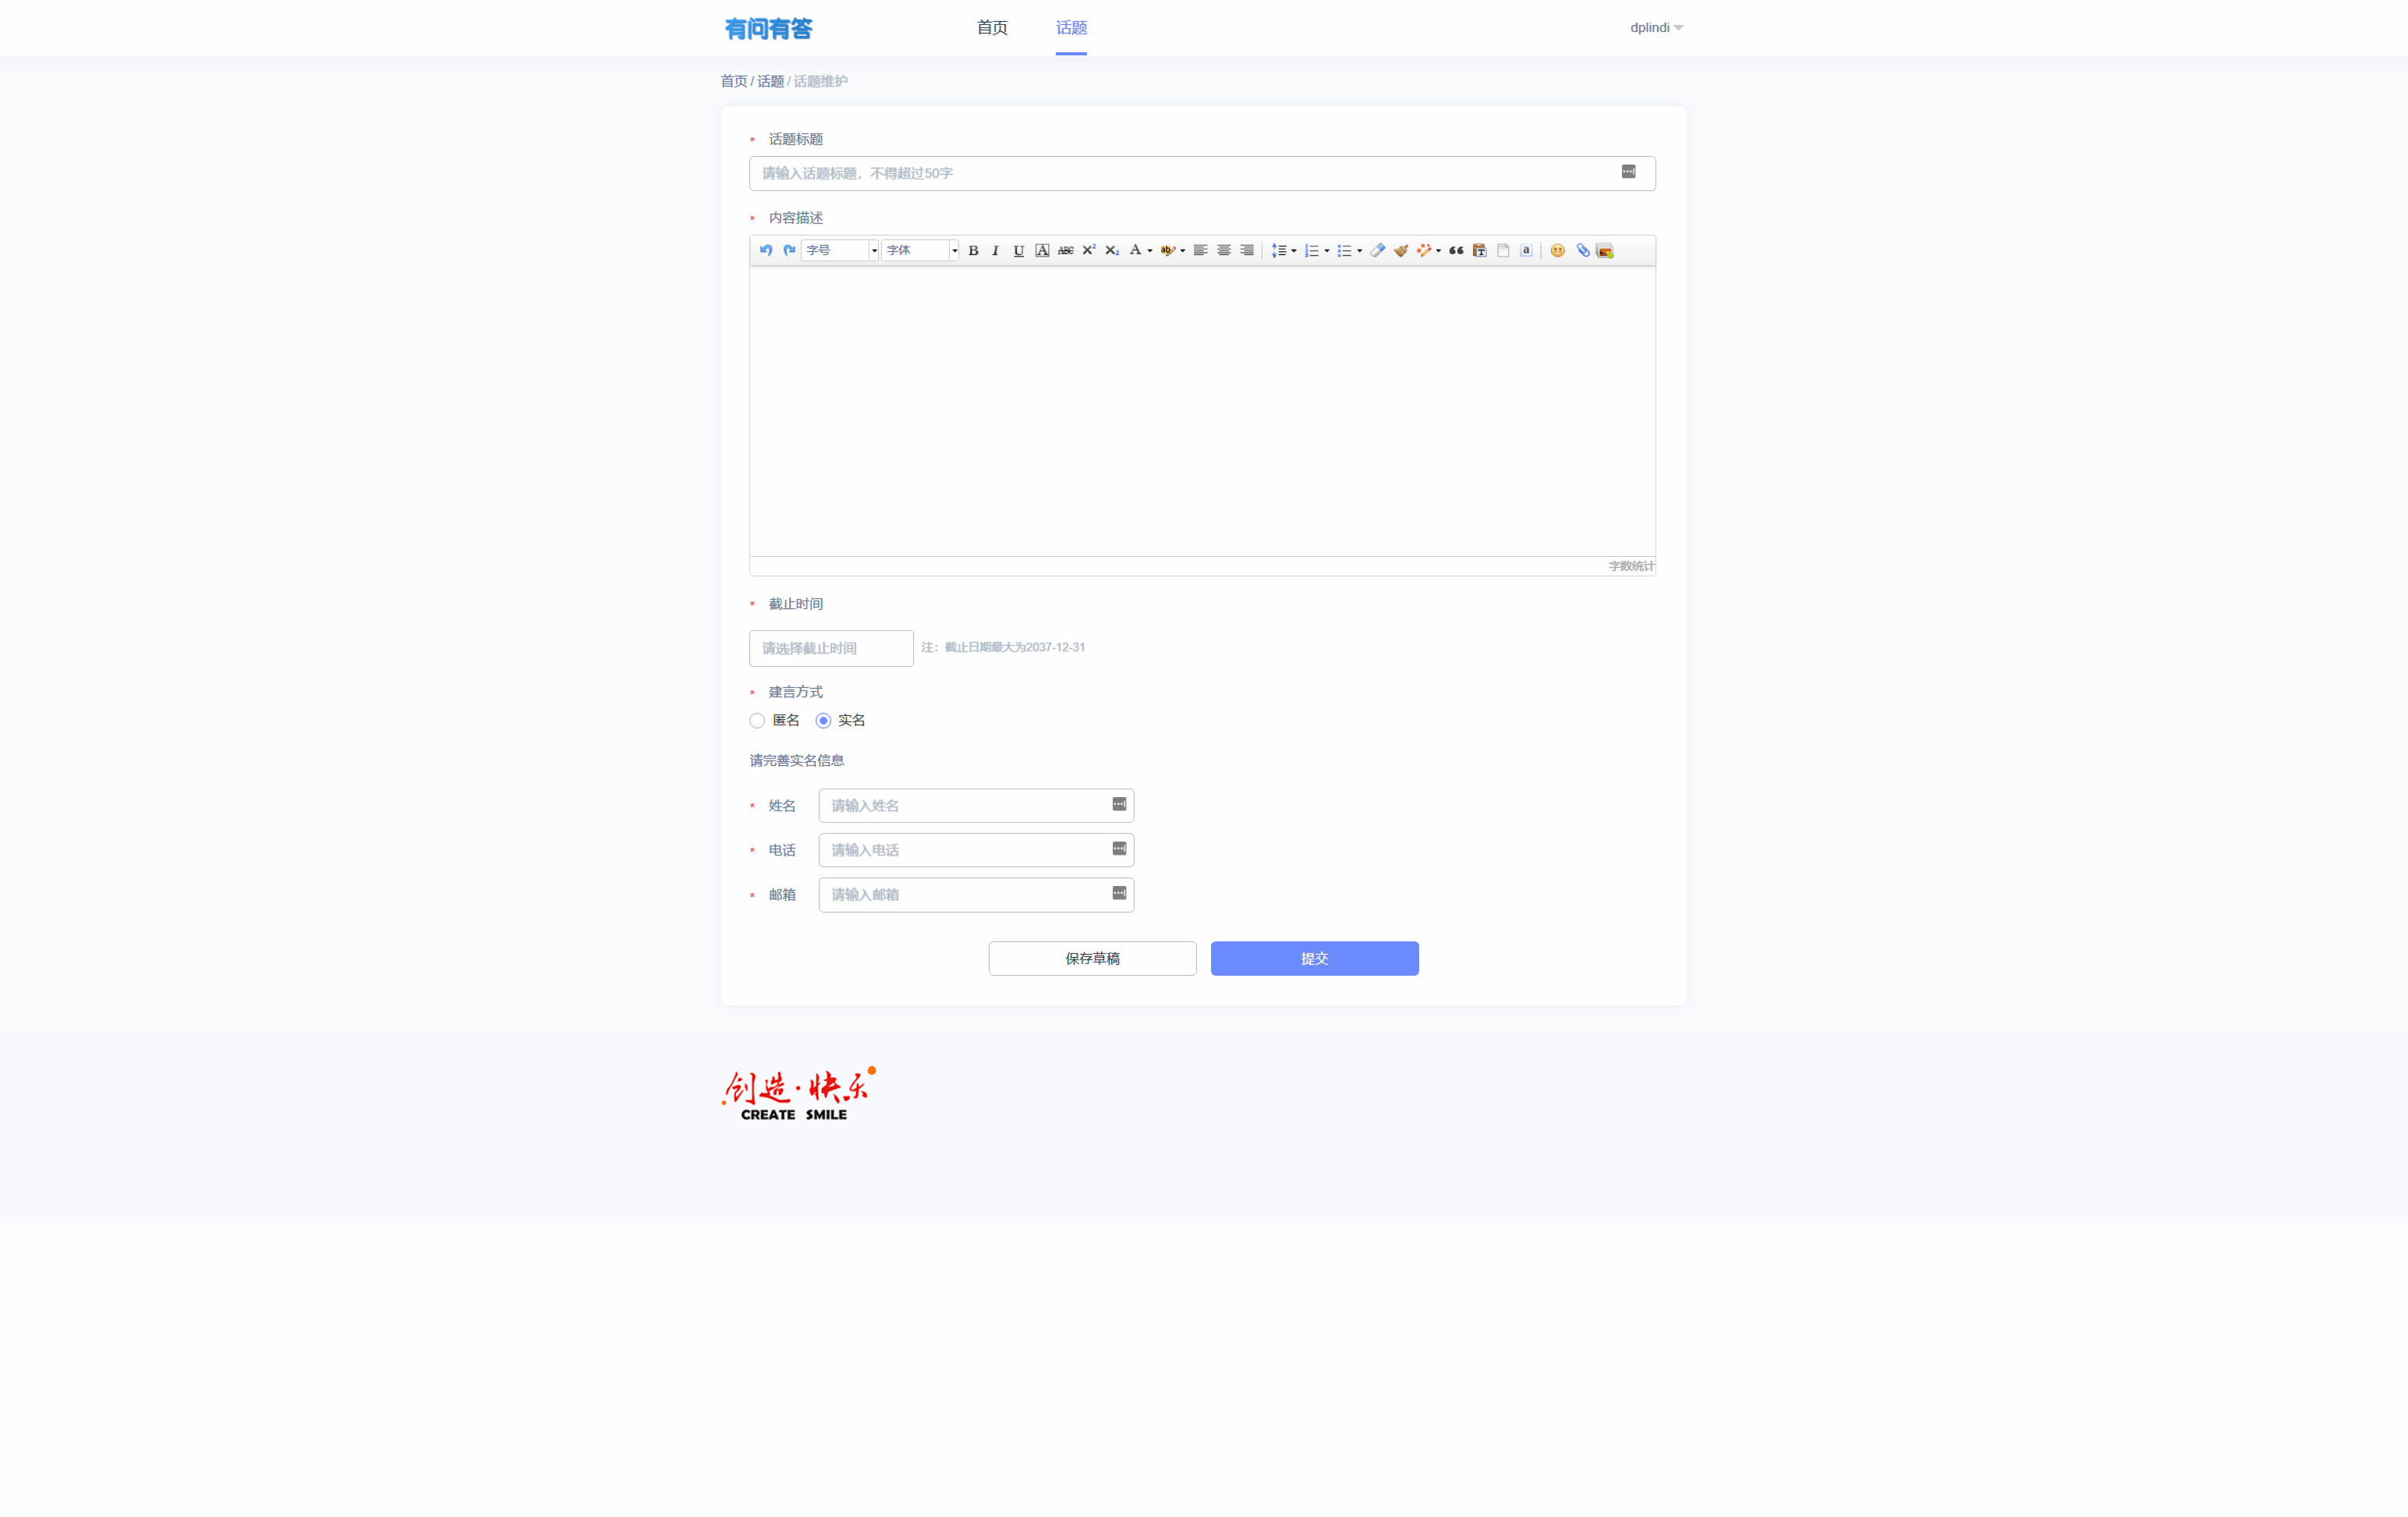 有问有答 首页 话题 dplindi
首页 / 话题 / 话题维护
* 话题标题
请输入话题标题，不得超过50字
* 内容描述
字号 字体 B I U A ABC X² X₂ A ab a
字数统计
* 截止时间
请选择截止时间 注：截止日期最大为2037-12-31
* 建言方式
匿名 实名
请完善实名信息
* 姓名 请输入姓名
* 电话 请输入电话
* 邮箱 请输入邮箱
保存草稿 提交
创造·快乐
CREATE SMILE